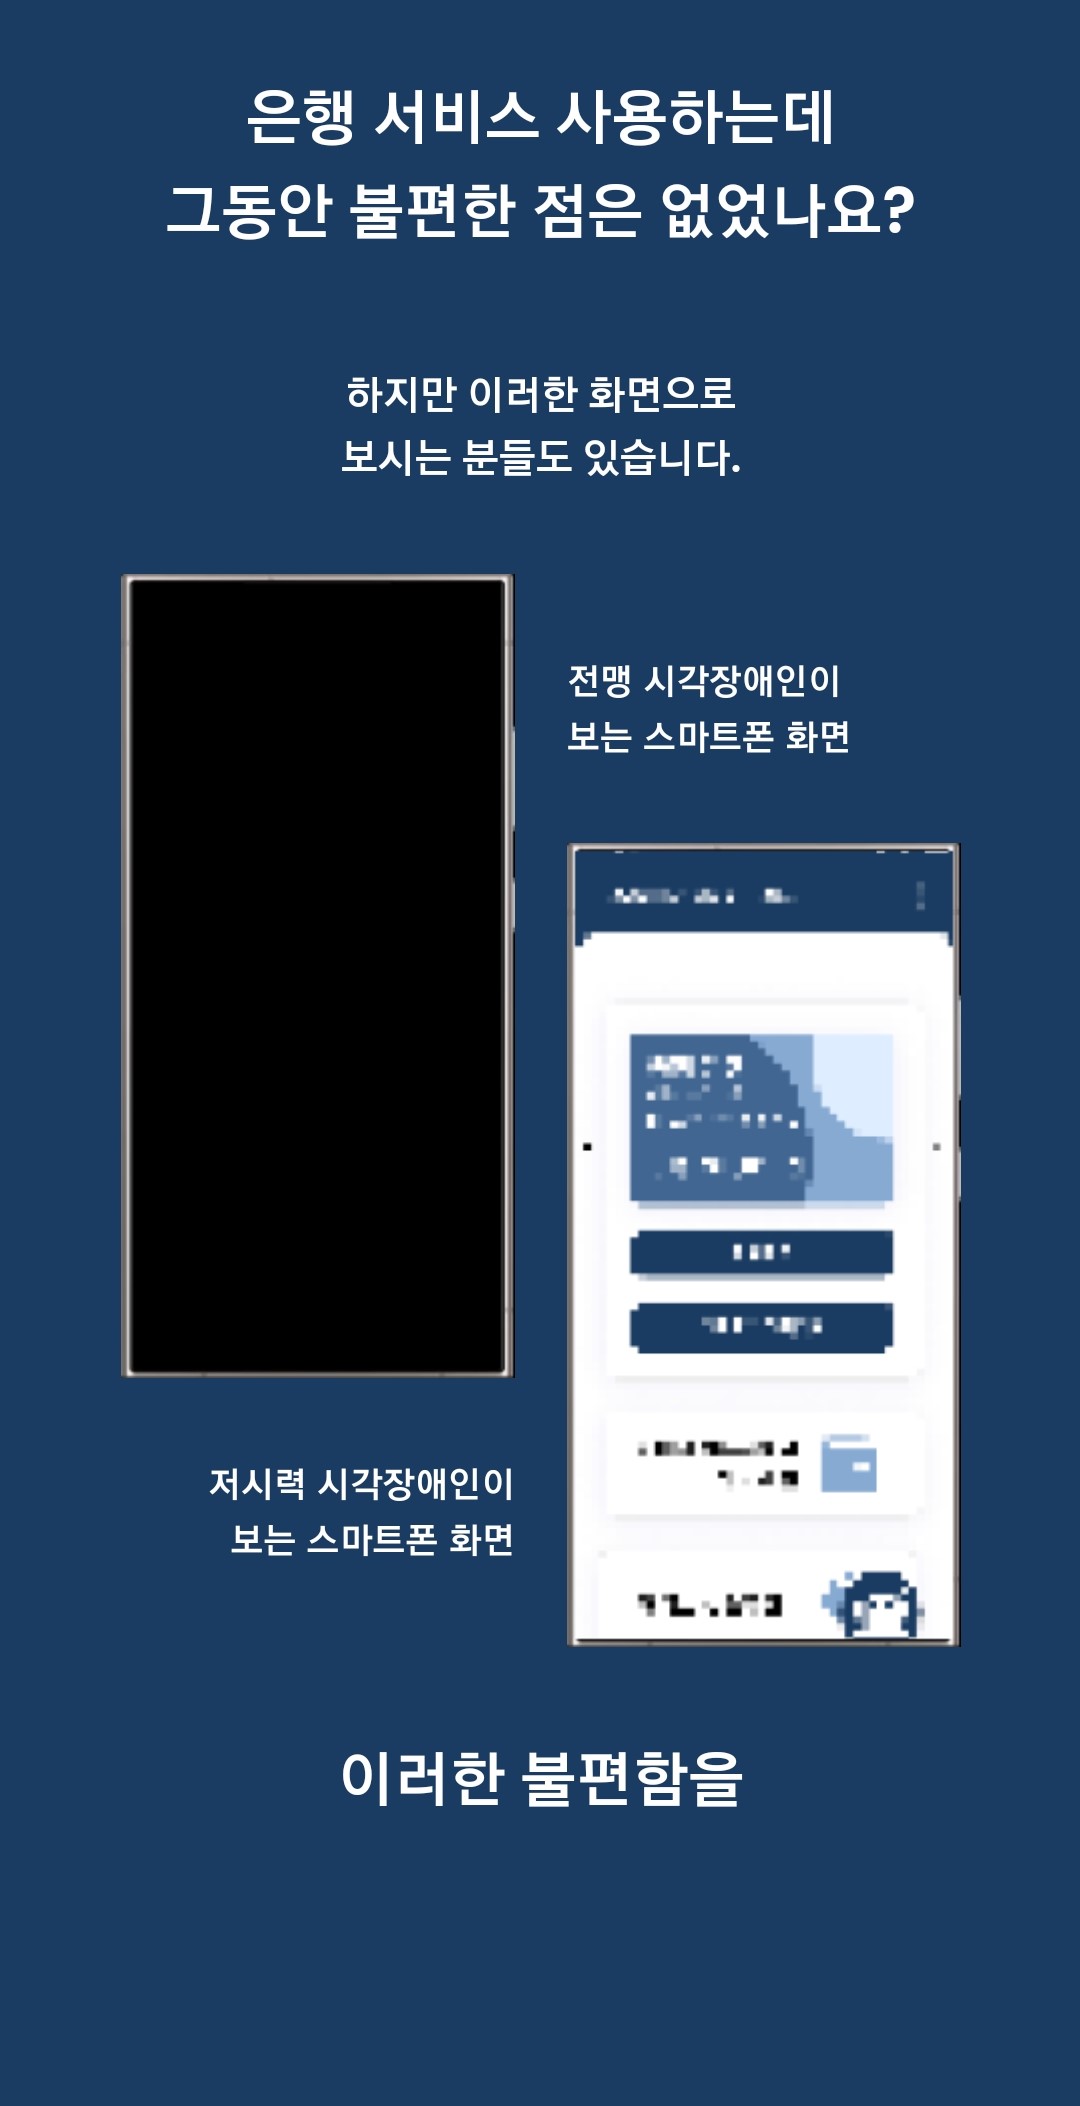 은행 서비스 사용하는데
그동안 불편한 점은 없었나요?
하지만 이러한 화면으로
보시는 분들도 있습니다.
전맹 시각장애인이
보는 스마트폰 화면
저시력 시각장애인이
보는 스마트폰 화면
이러한 불편함을